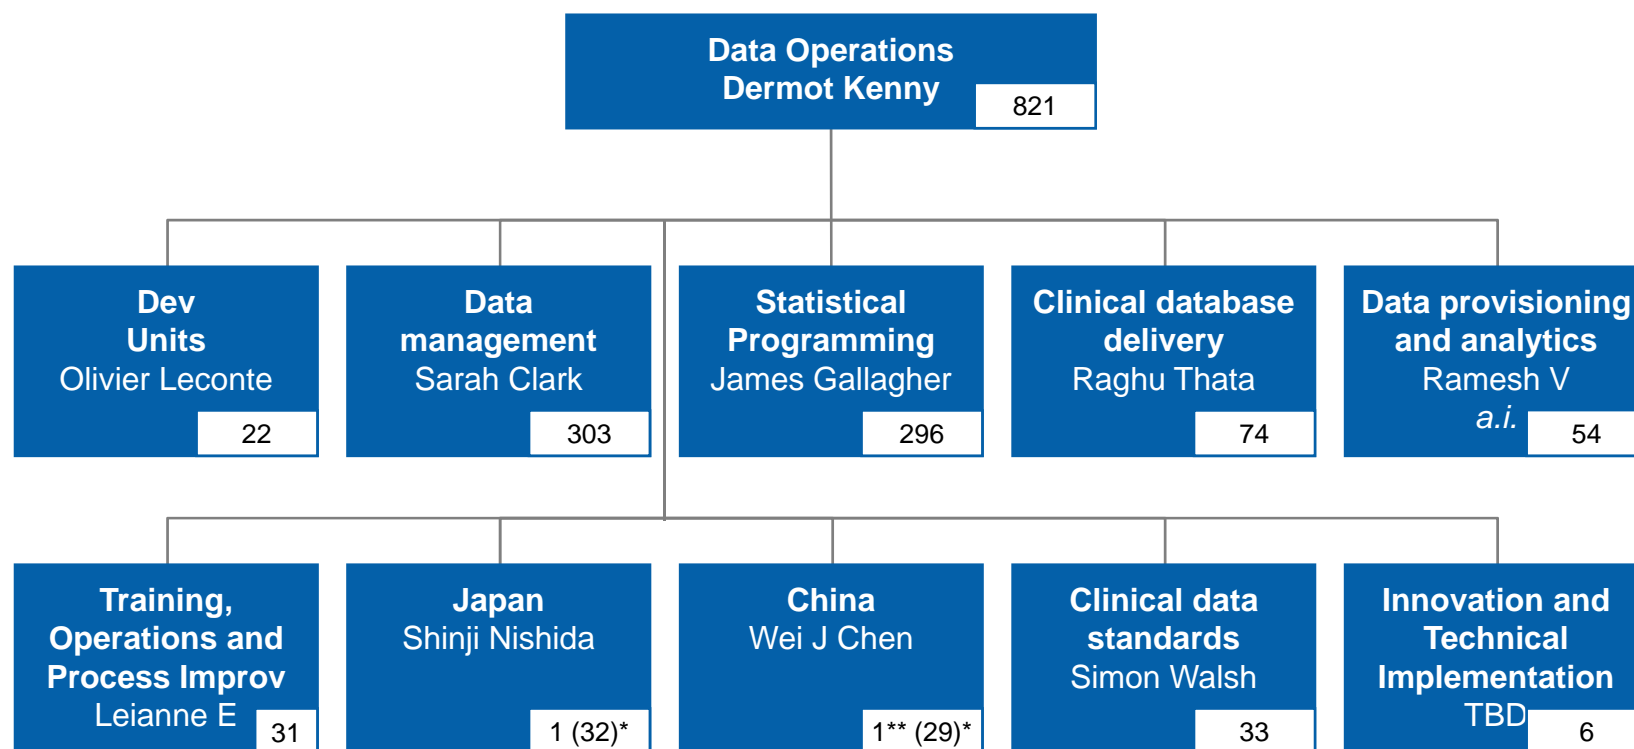 Data Operations
Dermot Kenny
821
Dev
Units
Olivier Leconte
22
Data
management
Sarah Clark
303
Statistical
Programming
James Gallagher
296
Clinical database
delivery
Raghu Thata
74
Data provisioning
and analytics
Ramesh V
a.i.
54
Training,
Operations and
Process Improv
Leianne E
31
Japan
Shinji Nishida
1 (32)*
China
Wei J Chen
1** (29)*
Clinical data
standards
Simon Walsh
33
Innovation and
Technical
Implementation
TBD
6